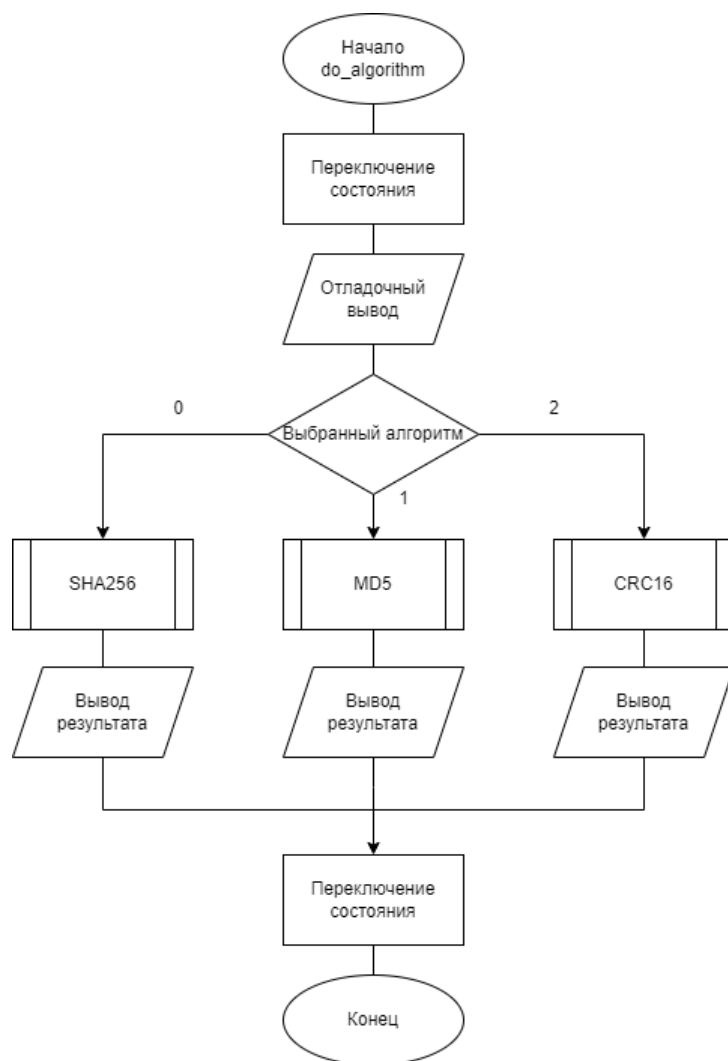 Начало
do_algorithm
Переключение
состояния
Отладочный
вывод
0
Выбранный алгоритм
2
1
SHA256
MD5
CRC16
Вывод
результата
Вывод
результата
Вывод
результата
Переключение
состояния
Конец